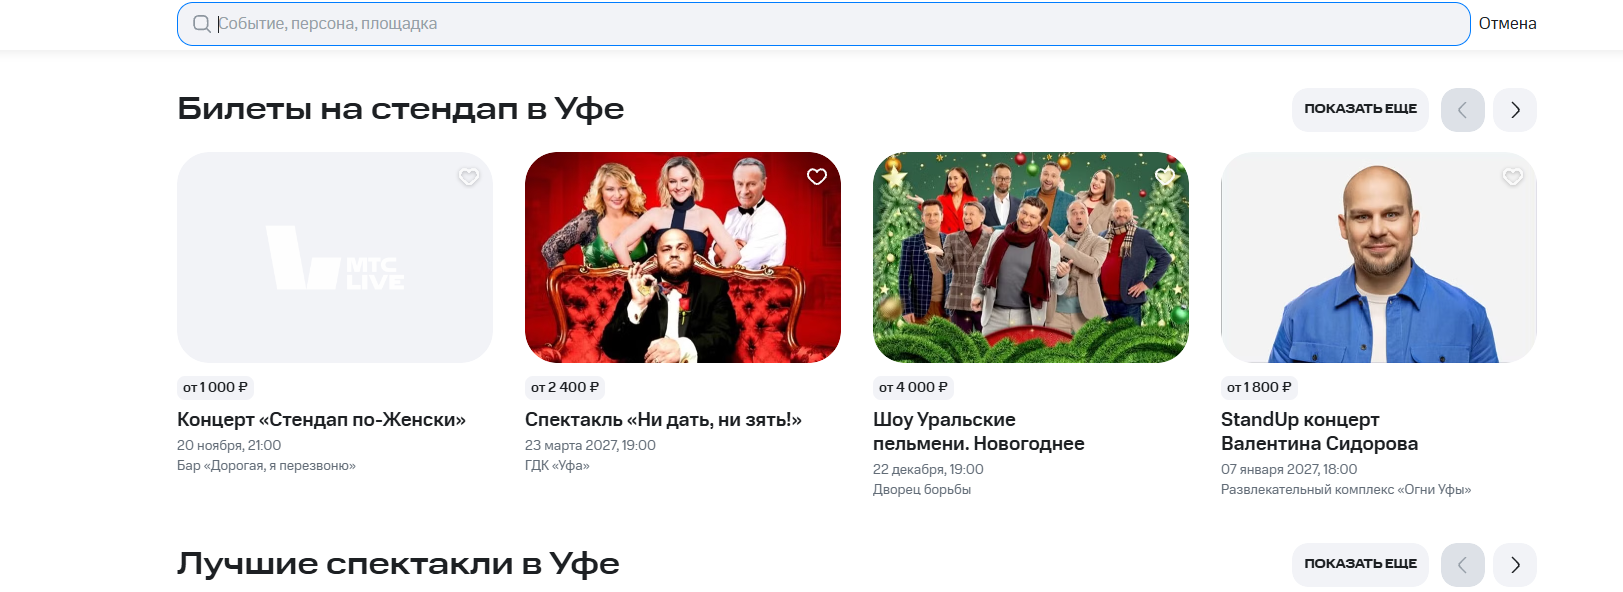 Событие, персона, площадка
Отмена
Билеты на стендап в Уфе
ПОКАЗАТЬ ЕЩЕ
МТС
LIVE
от 1 000 ₽
Концерт «Стендап по-Женски»
20 ноября, 21:00
Бар «Дорогая, я перезвоню»
от 2 400 ₽
Спектакль «Ни дать, ни зять!»
23 марта 2027, 19:00
ГДК «Уфа»
от 4 000 ₽
Шоу Уральские
пельмени. Новогоднее
22 декабря, 19:00
Дворец борьбы
от 1 800 ₽
StandUp концерт
Валентина Сидорова
07 января 2027, 18:00
Развлекательный комплекс «Огни Уфы»
Лучшие спектакли в Уфе
ПОКАЗАТЬ ЕЩЕ